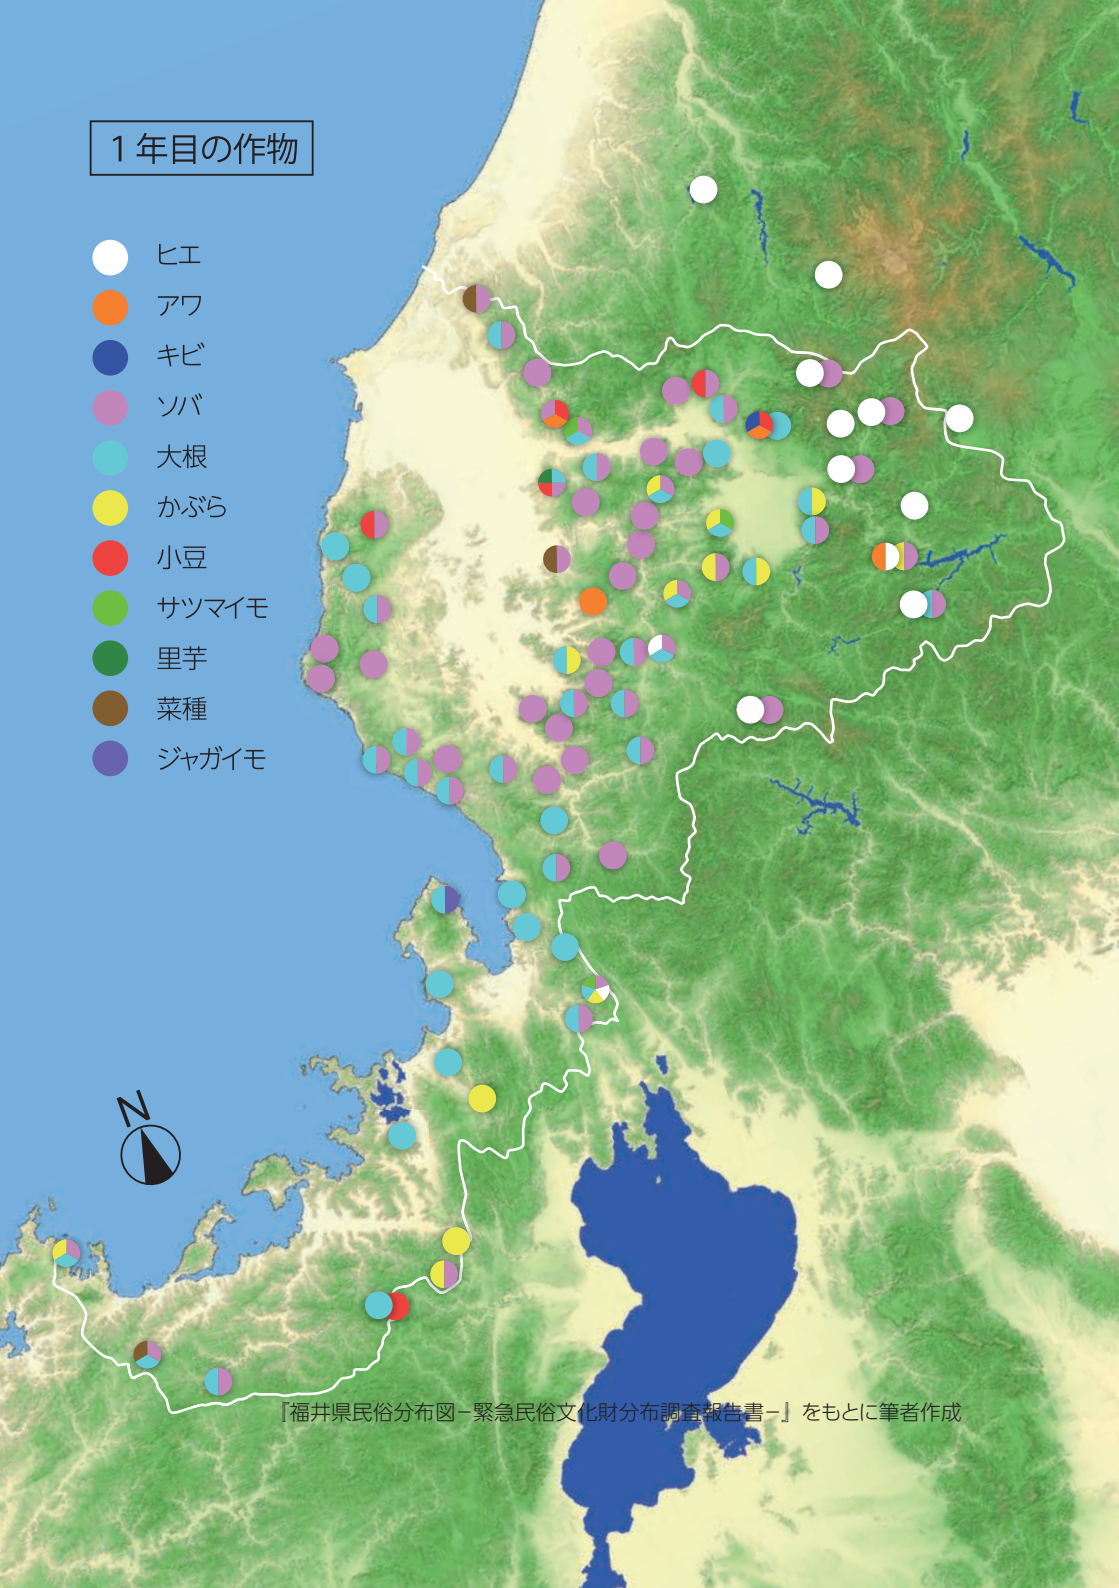 1年目の作物
ヒエ
アワ
キビ
ソバ
大根
かぶら
小豆
サツマイモ
里芋
菜種
ジャガイモ
N
『福井県民俗分布図－緊急民俗文化財分布調査報告書－』をもとに筆者作成